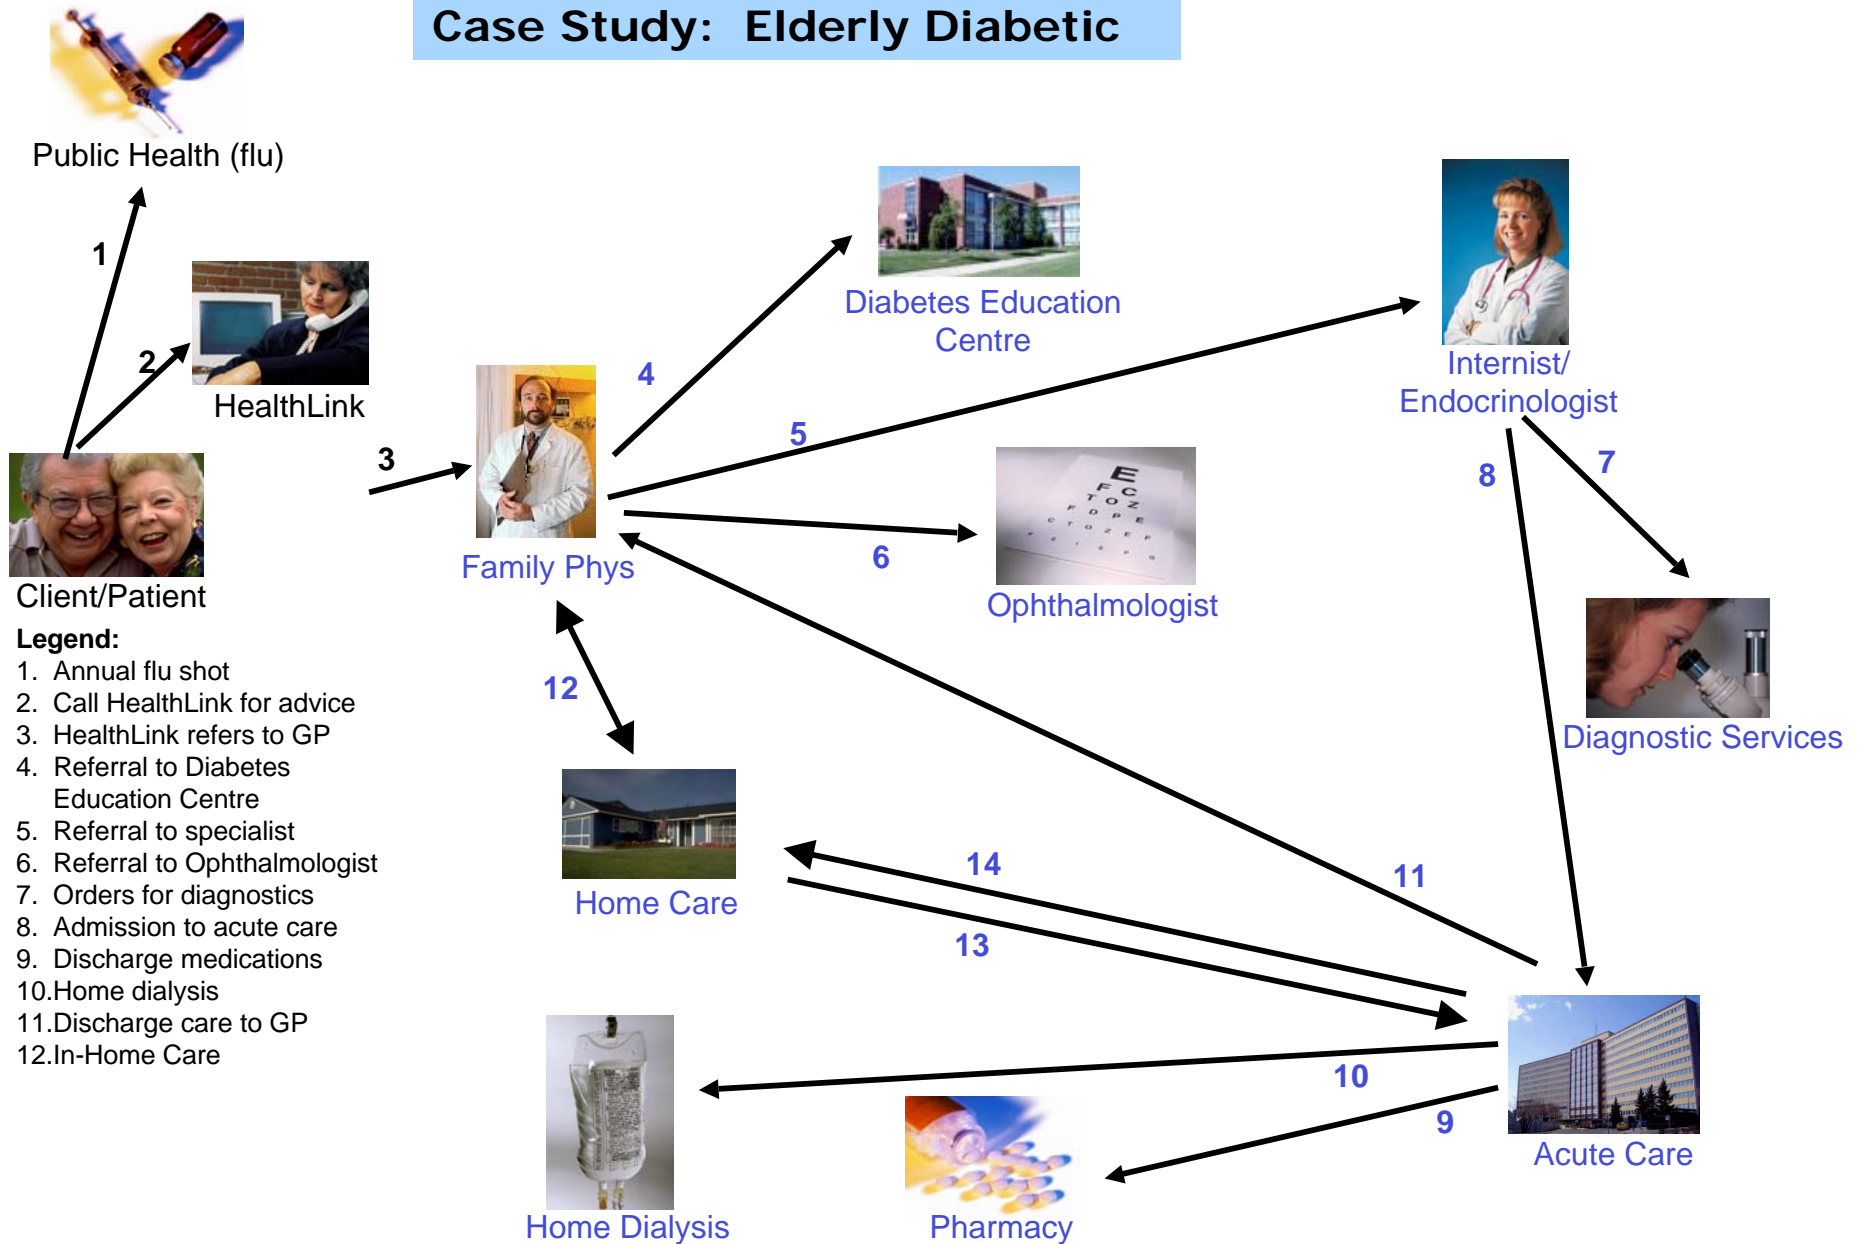 Case Study: Elderly Diabetic
Public Health (flu)
1
2
HealthLink
Client/Patient
3
Family Phys
4
Diabetes Education
Centre
5
Internist/
Endocrinologist
6
E
F C
T O Z
F D P E
Ophthalmologist
8
7
Diagnostic Services
12
Home Care
14
13
11
10
9
Acute Care
Home Dialysis
Pharmacy
Legend:
1. Annual flu shot
2. Call HealthLink for advice
3. HealthLink refers to GP
4. Referral to Diabetes
Education Centre
5. Referral to specialist
6. Referral to Ophthalmologist
7. Orders for diagnostics
8. Admission to acute care
9. Discharge medications
10.Home dialysis
11.Discharge care to GP
12.In-Home Care